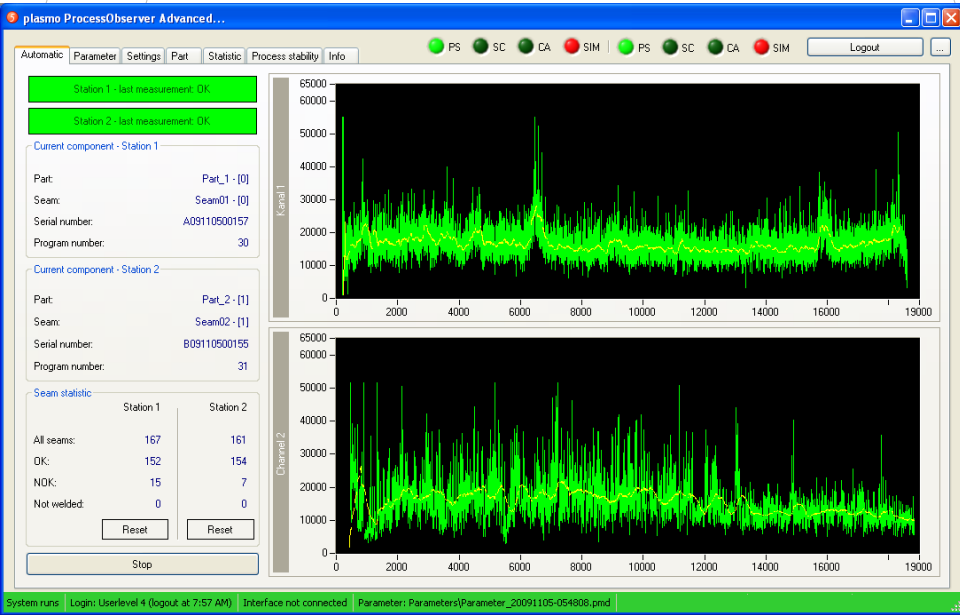 plasmo ProcessObserver Advanced...
Automatic Parameter Settings Part Statistic Process stability Info
PS SC CA SIM PS SC CA SIM Logout ...
Station 1 - last measurement: OK
Station 2 - last measurement: OK
Current component - Station 1
Part: Part_1 - [0]
Seam: Seam01 - [0]
Serial number: A09110500157
Program number: 30
Current component - Station 2
Part: Part_2 - [1]
Seam: Seam02 - [1]
Serial number: B09110500155
Program number: 31
Seam statistic
Station 1 Station 2
All seams: 167 161
OK: 152 154
NOK: 15 7
Not welded: 0 0
Reset Reset
Stop
Kanal 1
65000
60000
50000
40000
30000
20000
10000
0
0 2000 4000 6000 8000 10000 12000 14000 16000 19000
Channel 2
65000
60000
50000
40000
30000
20000
10000
0
0 2000 4000 6000 8000 10000 12000 14000 16000 19000
System runs Login: Userlevel 4 (logout at 7:57 AM) Interface not connected Parameter: Parameters\Parameter_20091105-054808.pmd